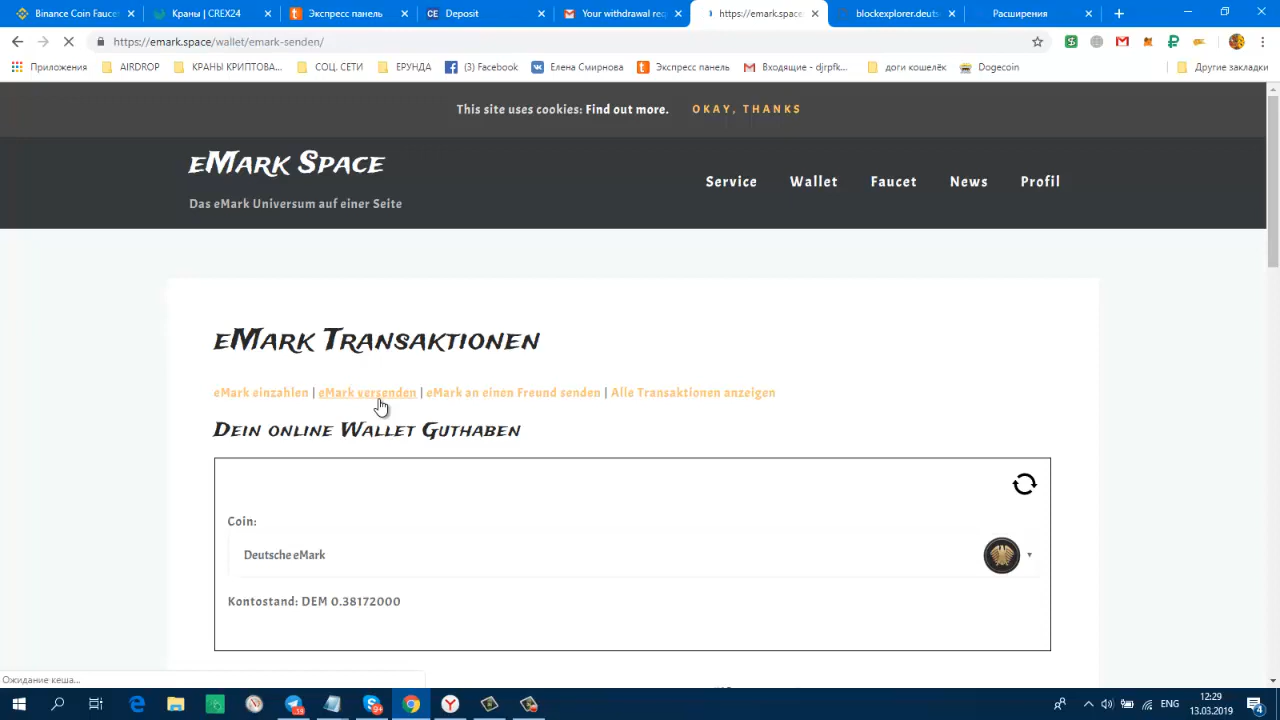 Binance Coin Faucet
Краны | CREX24
Экспресс панель
CE Deposit
Your withdrawal req
https://emark.space
blockexplorer.deuts
Расширения
https://emark.space/wallet/emark-senden/
Приложения
AIRDROP
КРАНЫ КРИПТОВА...
СОЦ. СЕТИ
ЕРУНДА
(3) Facebook
Елена Смирнова
Экспресс панель
Входящие - djrpfk...
доги кошелёк
Dogecoin
Другие закладки
This site uses cookies: Find out more. OKAY, THANKS
eMark Space
Das eMark Universum auf einer Seite
Service Wallet Faucet News Profil
eMark Transaktionen
eMark einzahlen | eMark versenden | eMark an einen Freund senden | Alle Transaktionen anzeigen
Dein online Wallet Guthaben
Coin:
Deutsche eMark
Kontostand: DEM 0.38172000
Ожидание кеша...
ENG
12:29
13.03.2019